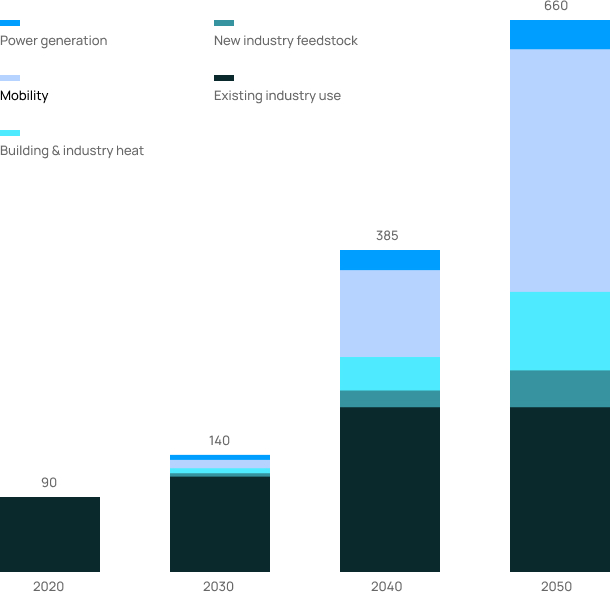 660
Power generation
New industry feedstock
Mobility
Existing industry use
Building & industry heat
385
140
90
2020
2030
2040
2050